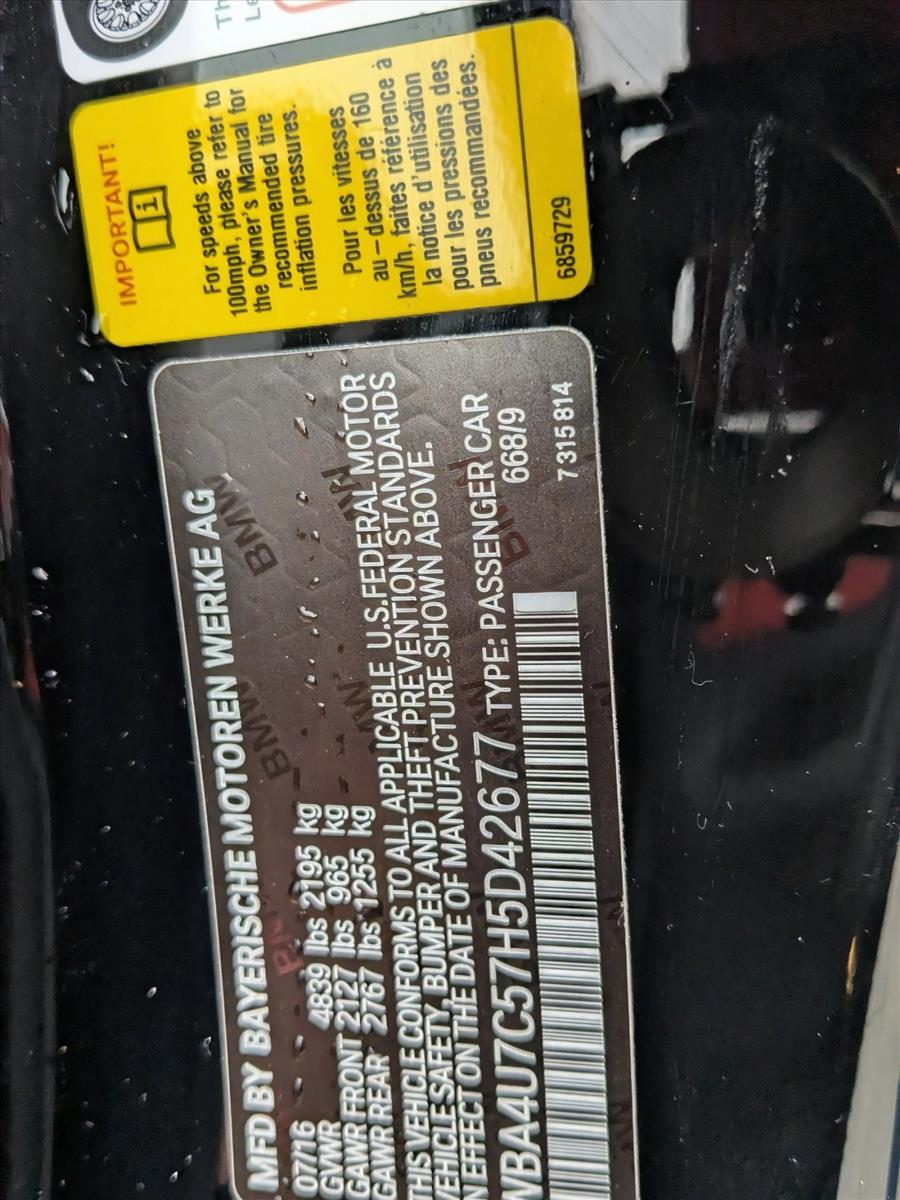 Th
Le
IMPORTANT!
i
For speeds above
100mph, please refer to
the Owner's Manual for
recommended tire
inflation pressures.
Pour les vitesses
au-dessus de 160
km/h, faites référence à
la notice d'utilisation
pour les pressions des
pneus recommandées.
6859729
MFD BY BAYERISCHE MOTOREN WERKE AG
07/16
GVWR 4839 lbs 2195 kg
GAWR FRONT 2127 lbs 965 kg
GAWR REAR 2767 lbs 1255 kg
THIS VEHICLE CONFORMS TO ALL APPLICABLE U.S.FEDERAL MOTOR
VEHICLE SAFETY, BUMPER AND THEFT PREVENTION STANDARDS
IN EFFECT ON THE DATE OF MANUFACTURE SHOWN ABOVE.
WBA4U7C57H5D42677 TYPE: PASSENGER CAR
668/9
7 315 814
BMW
BMW